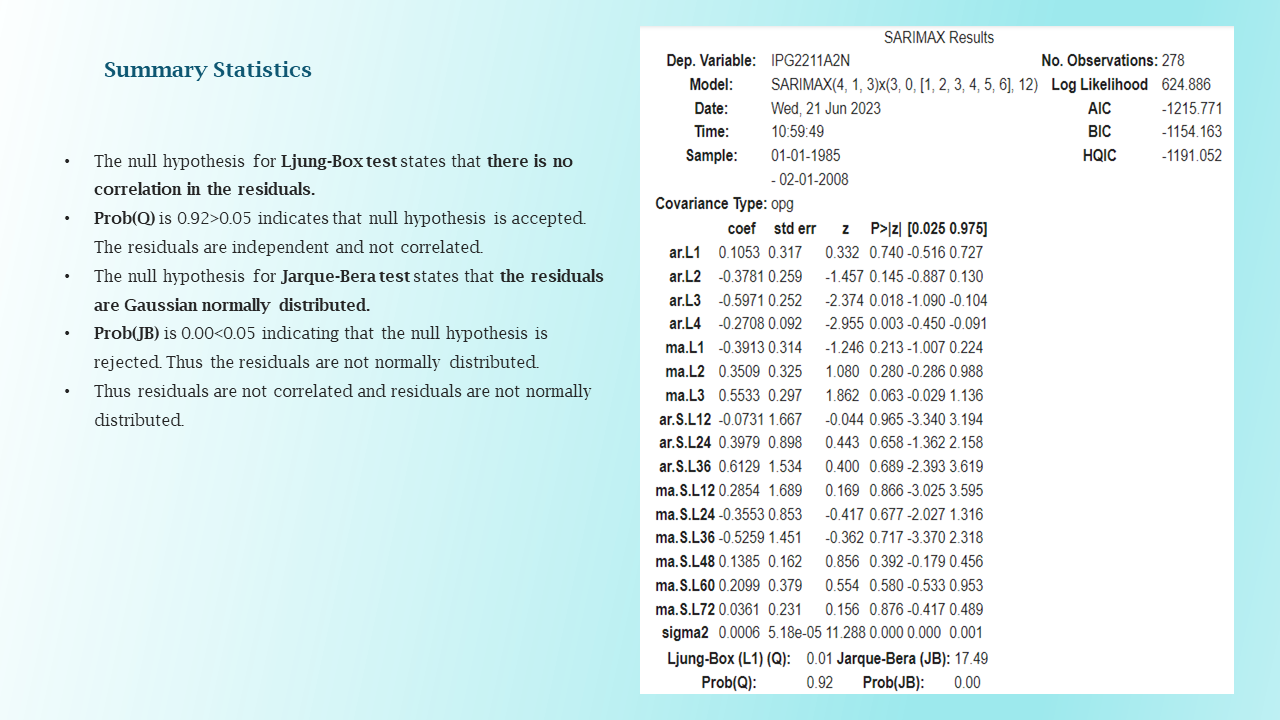 Summary Statistics
• The null hypothesis for Ljung-Box test states that there is no
correlation in the residuals.
• Prob(Q) is 0.92>0.05 indicates that null hypothesis is accepted.
The residuals are independent and not correlated.
• The null hypothesis for Jarque-Bera test states that the residuals
are Gaussian normally distributed.
• Prob(JB) is 0.00<0.05 indicating that the null hypothesis is
rejected. Thus the residuals are not normally distributed.
• Thus residuals are not correlated and residuals are not normally
distributed.
SARIMAX Results
Dep. Variable: IPG2211A2N No. Observations: 278
Model: SARIMAX(4, 1, 3)x(3, 0, [1, 2, 3, 4, 5, 6], 12) Log Likelihood 624.886
Date: Wed, 21 Jun 2023 AIC -1215.771
Time: 10:59:49 BIC -1154.163
Sample: 01-01-1985 HQIC -1191.052
- 02-01-2008
Covariance Type: opg
coef std err z P>|z| [0.025 0.975]
ar.L1 0.1053 0.317 0.332 0.740 -0.516 0.727
ar.L2 -0.3781 0.259 -1.457 0.145 -0.887 0.130
ar.L3 -0.5971 0.252 -2.374 0.018 -1.090 -0.104
ar.L4 -0.2708 0.092 -2.955 0.003 -0.450 -0.091
ma.L1 -0.3913 0.314 -1.246 0.213 -1.007 0.224
ma.L2 0.3509 0.325 1.080 0.280 -0.286 0.988
ma.L3 0.5533 0.297 1.862 0.063 -0.029 1.136
ar.S.L12 -0.0731 1.667 -0.044 0.965 -3.340 3.194
ar.S.L24 0.3979 0.898 0.443 0.658 -1.362 2.158
ar.S.L36 0.6129 1.534 0.400 0.689 -2.393 3.619
ma.S.L12 0.2854 1.689 0.169 0.866 -3.025 3.595
ma.S.L24 -0.3553 0.853 -0.417 0.677 -2.027 1.316
ma.S.L36 -0.5259 1.451 -0.362 0.717 -3.370 2.318
ma.S.L48 0.1385 0.162 0.856 0.392 -0.179 0.456
ma.S.L60 0.2099 0.379 0.554 0.580 -0.533 0.953
ma.S.L72 0.0361 0.231 0.156 0.876 -0.417 0.489
sigma2 0.0006 5.18e-05 11.288 0.000 0.000 0.001
Ljung-Box (L1) (Q): 0.01 Jarque-Bera (JB): 17.49
Prob(Q): 0.92 Prob(JB): 0.00